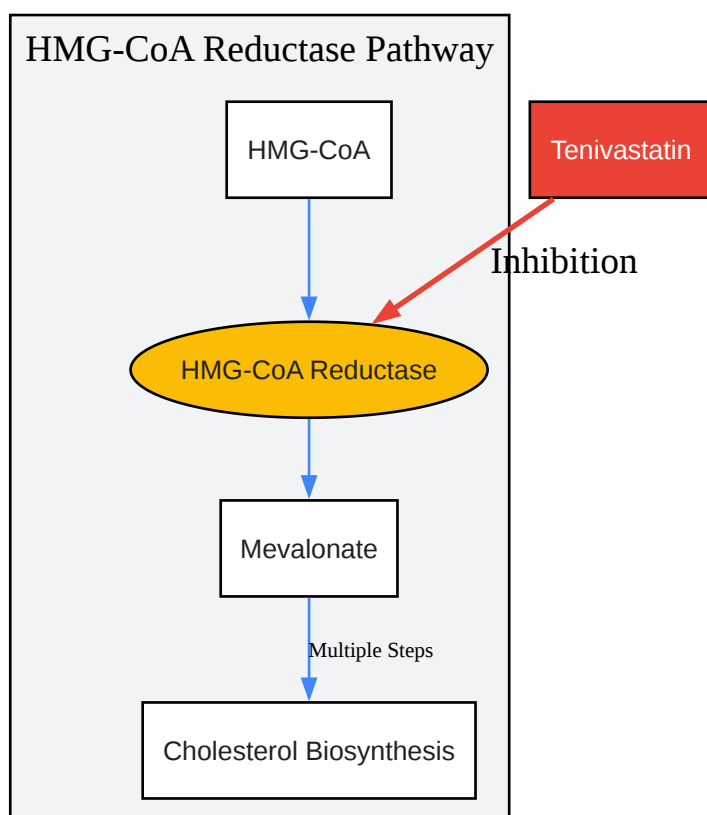 HMG-CoA Reductase Pathway
HMG-CoA
Tenivastatin
Inhibition
HMG-CoA Reductase
Mevalonate
Multiple Steps
Cholesterol Biosynthesis